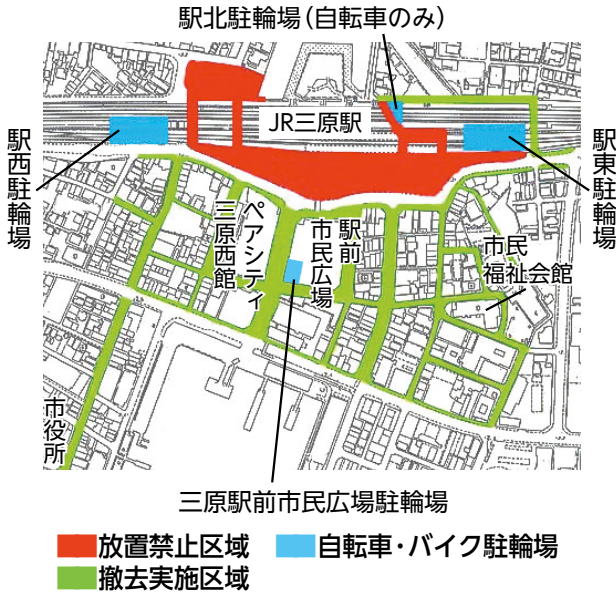 駅北駐輪場（自転車のみ）
JR三原駅
駅西駐輪場
駅東駐輪場
ペアシティ
三原西館
駅前
市民広場
市民
福祉会館
市役所
三原駅前市民広場駐輪場
放置禁止区域
自転車・バイク駐輪場
撤去実施区域